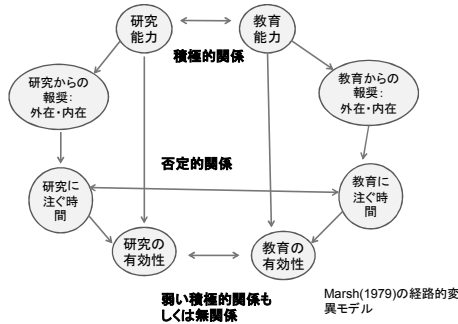 研究
能力
教育
能力
積極的関係
研究からの
報奨:
外在・内在
教育からの
報奨:
外在・内在
否定的関係
研究に
注ぐ時
間
教育に
注ぐ時
間
研究の
有効性
教育の
有効性
弱い積極的関係も
しくは無関係
Marsh(1979)の経路的変
異モデル